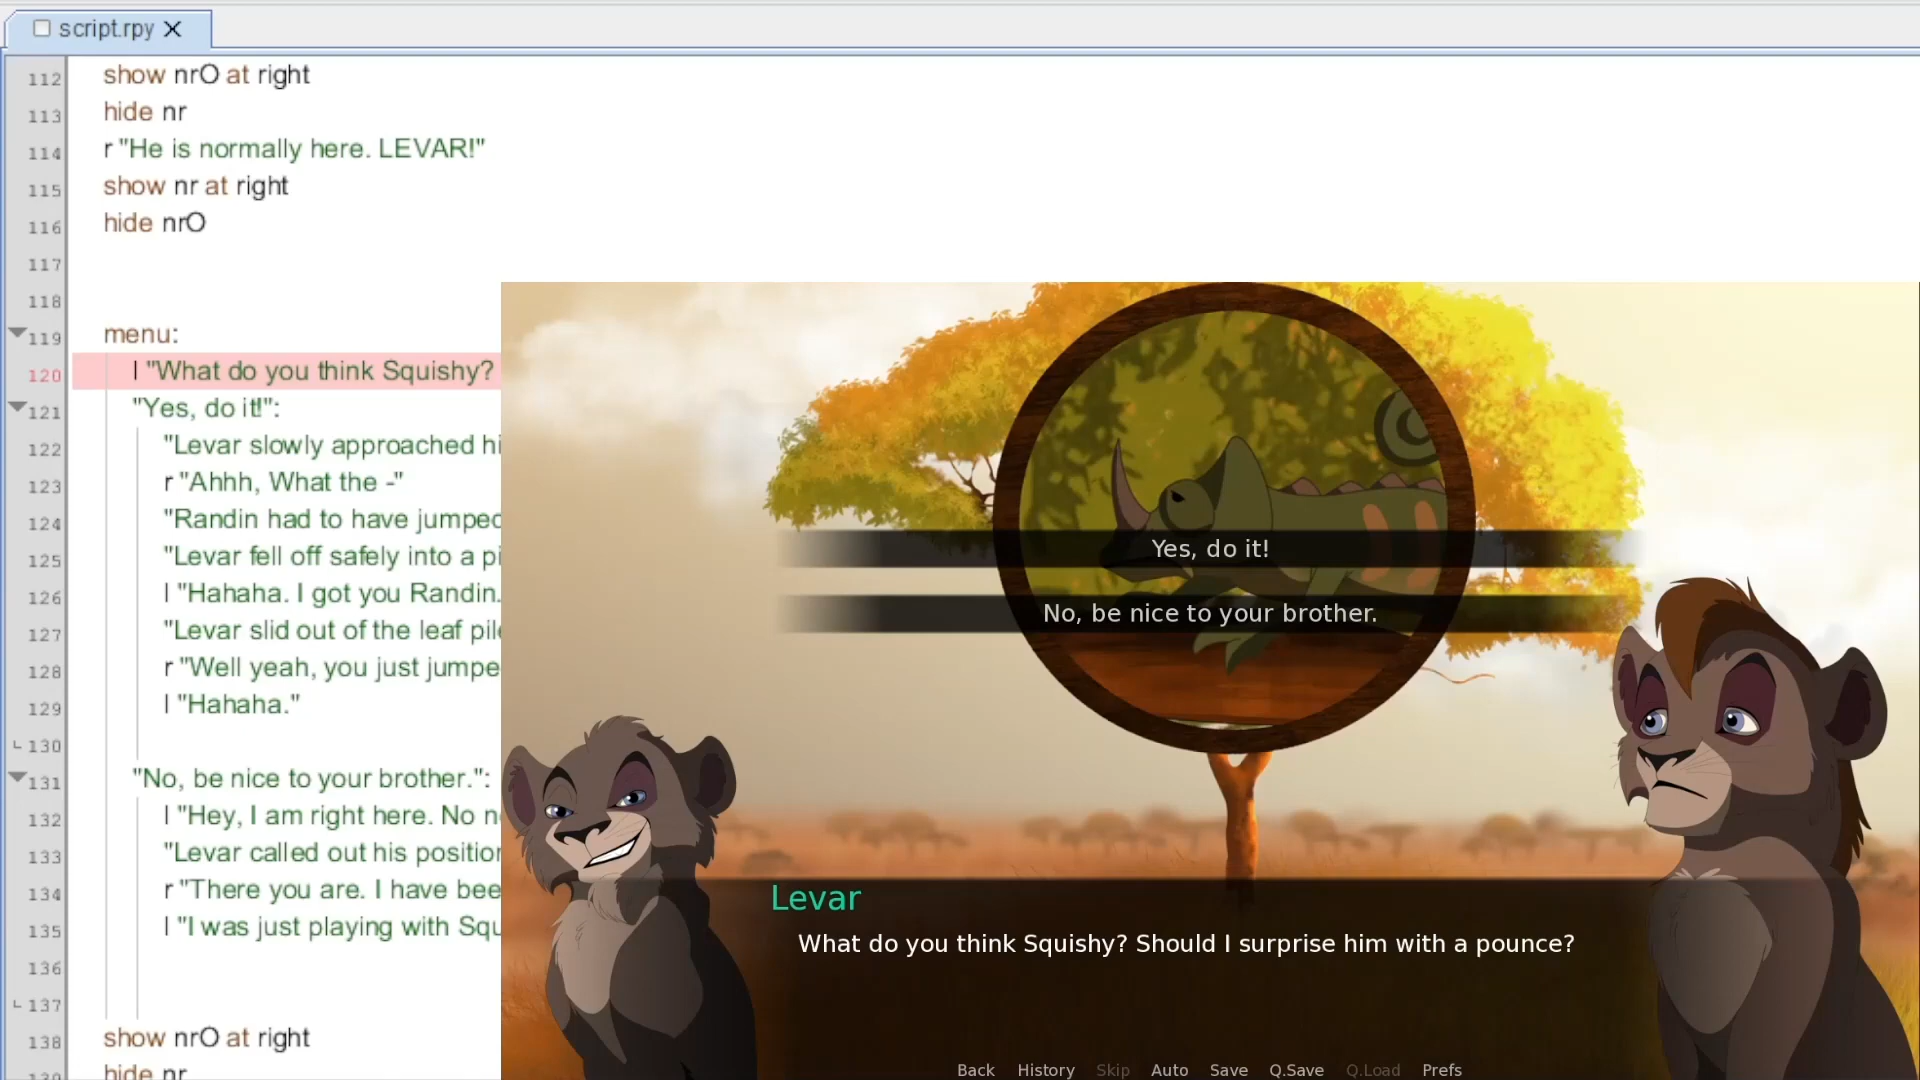 script.rpy
112 show nrO at right
113 hide nr
114 r "He is normally here. LEVAR!"
115 show nr at right
116 hide nrO
117
118
119 menu:
120 l "What do you think Squishy?
121 "Yes, do it!":
122 "Levar slowly approached hi
123 r "Ahhh, What the -"
124 "Randin had to have jumped
125 "Levar fell off safely into a pi
126 l "Hahaha. I got you Randin.
127 "Levar slid out of the leaf pile
128 r "Well yeah, you just jumpe
129 l "Hahaha."
130
131 "No, be nice to your brother.":
132 l "Hey, I am right here. No n
133 "Levar called out his position
134 r "There you are. I have bee
135 l "I was just playing with Squ
136
137
138 show nrO at right
139 hide nr
Yes, do it!
No, be nice to your brother.
Levar
What do you think Squishy? Should I surprise him with a pounce?
Back History Skip Auto Save Q.Save Q.Load Prefs